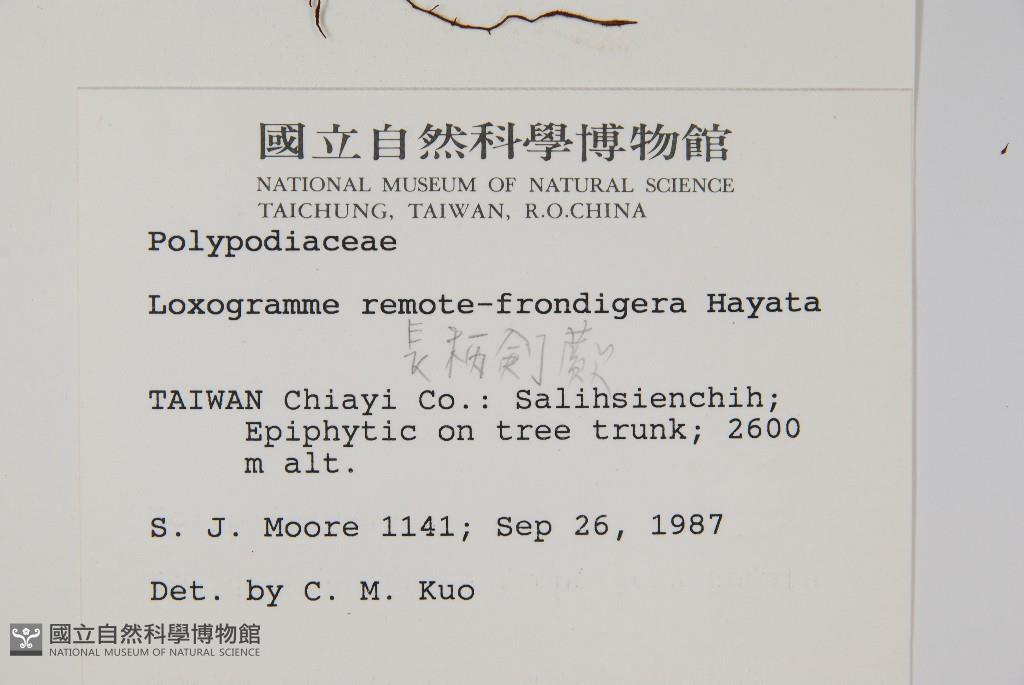 國立自然科學博物館
NATIONAL MUSEUM OF NATURAL SCIENCE
TAICHUNG, TAIWAN, R.O.CHINA
Polypodiaceae
Loxogramme remote-frondigera Hayata
長柄劍蕨
TAIWAN Chiayi Co.: Salihsienchih;
Epiphytic on tree trunk; 2600
m alt.
S. J. Moore 1141; Sep 26, 1987
Det. by C. M. Kuo
國立自然科學博物館
NATIONAL MUSEUM OF NATURAL SCIENCE